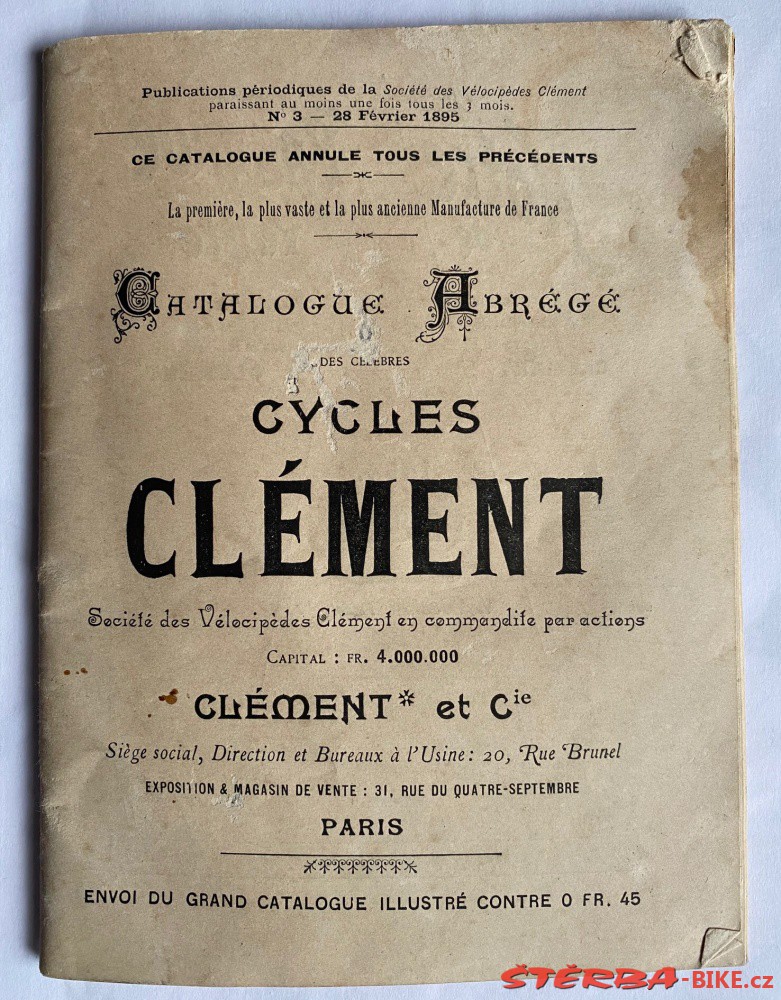 Publications périodiques de la Société des Vélocipèdes Clément
paraissant au moins une fois tous les 3 mois.
N° 3 — 28 Février 1895
CE CATALOGUE ANNULE TOUS LES PRÉCÉDENTS
La première, la plus vaste et la plus ancienne Manufacture de France
CATALOGUE ABRÉGÉ
DES CÉLÈBRES
CYCLES
CLÉMENT
Société des Vélocipèdes Clément en commandite par actions
CAPITAL : FR. 4.000.000
CLÉMENT* et Cie
Siège social, Direction et Bureaux à l'Usine : 20, Rue Brunel
EXPOSITION & MAGASIN DE VENTE : 31, RUE DU QUATRE-SEPTEMBRE
PARIS
ENVOI DU GRAND CATALOGUE ILLUSTRÉ CONTRE 0 FR. 45
ŠTĚRBA-BIKE.cz